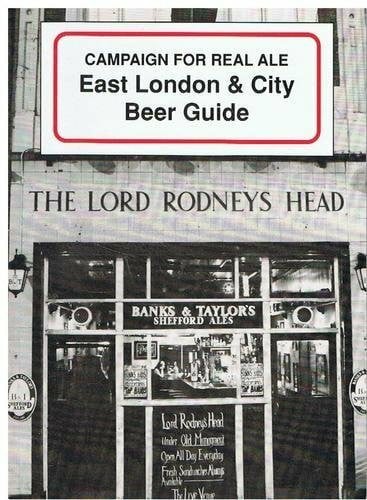 CAMPAIGN FOR REAL ALE
East London & City
Beer Guide
THE LORD RODNEYS HEAD
BANKS & TAYLOR'S
SHEFFORD ALES
Lord Rodney's Head
Under Old Managment
Open All Day Everyday
Fresh Sandwiches Always
Available
The Live Venue